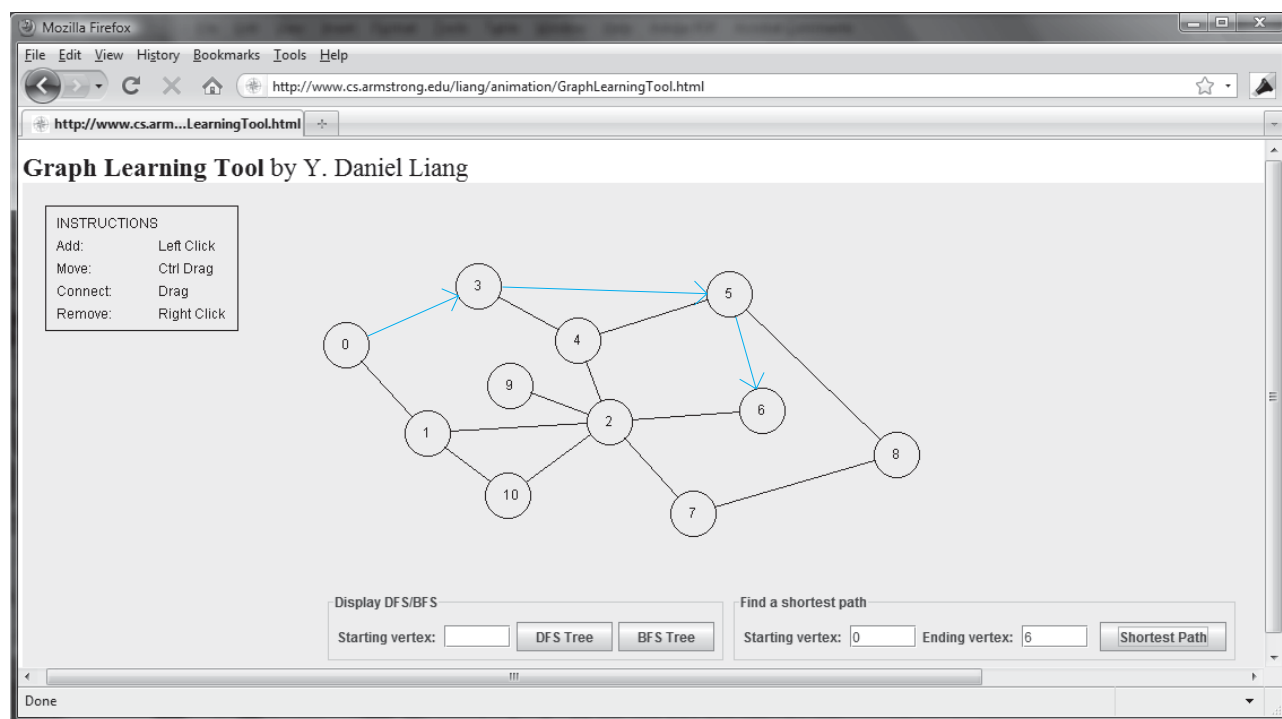 Mozilla Firefox
File Edit View History Bookmarks Tools Help
http://www.cs.armstrong.edu/liang/animation/GraphLearningTool.html
http://www.cs.arm...LearningTool.html
Graph Learning Tool by Y. Daniel Liang
INSTRUCTIONS
Add: Left Click
Move: Ctrl Drag
Connect: Drag
Remove: Right Click
3
5
0
4
9
2
6
1
8
10
7
Display DFS/BFS
Starting vertex: DFS Tree BFS Tree
Find a shortest path
Starting vertex: 0 Ending vertex: 6 Shortest Path
Done